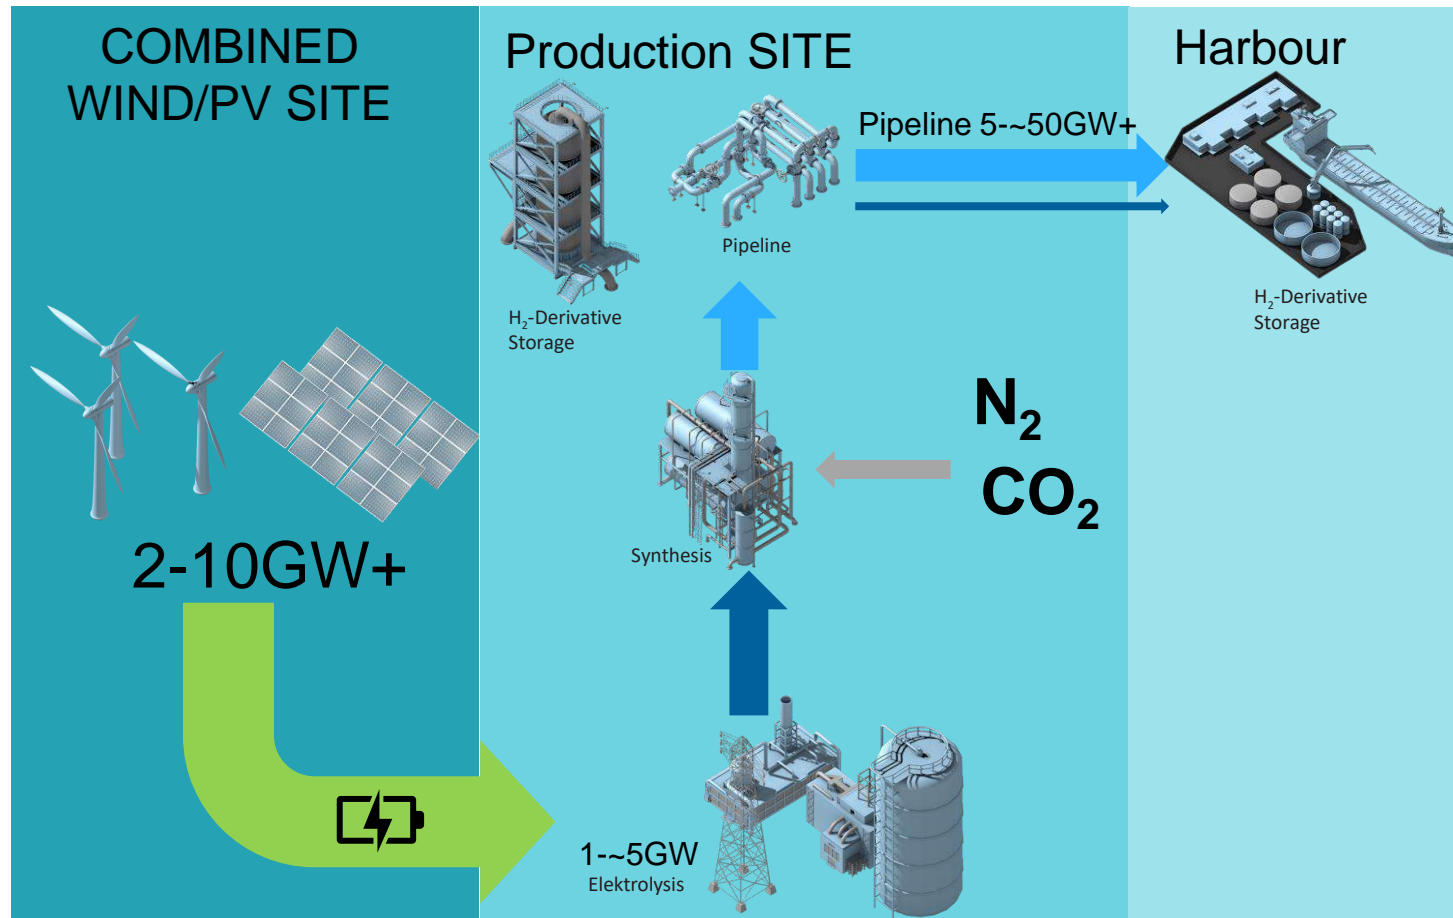 COMBINED
WIND/PV SITE
2-10GW+
Production SITE
H₂-Derivative
Storage
Pipeline
Pipeline 5-~50GW+
N₂
CO₂
Synthesis
1-~5GW
Elektrolysis
Harbour
H₂-Derivative
Storage